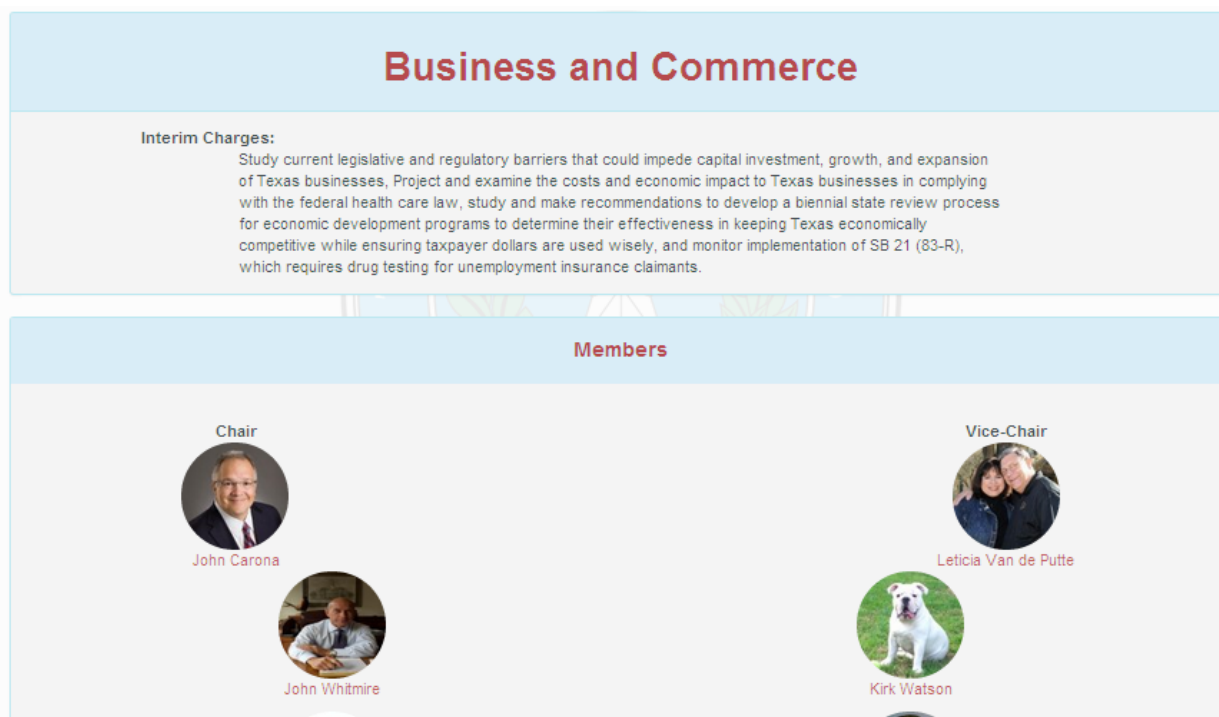 Business and Commerce
Interim Charges:
Study current legislative and regulatory barriers that could impede capital investment, growth, and expansion
of Texas businesses, Project and examine the costs and economic impact to Texas businesses in complying
with the federal health care law, study and make recommendations to develop a biennial state review process
for economic development programs to determine their effectiveness in keeping Texas economically
competitive while ensuring taxpayer dollars are used wisely, and monitor implementation of SB 21 (83-R),
which requires drug testing for unemployment insurance claimants.
Members
Chair
Vice-Chair
John Carona
Leticia Van de Putte
John Whitmire
Kirk Watson